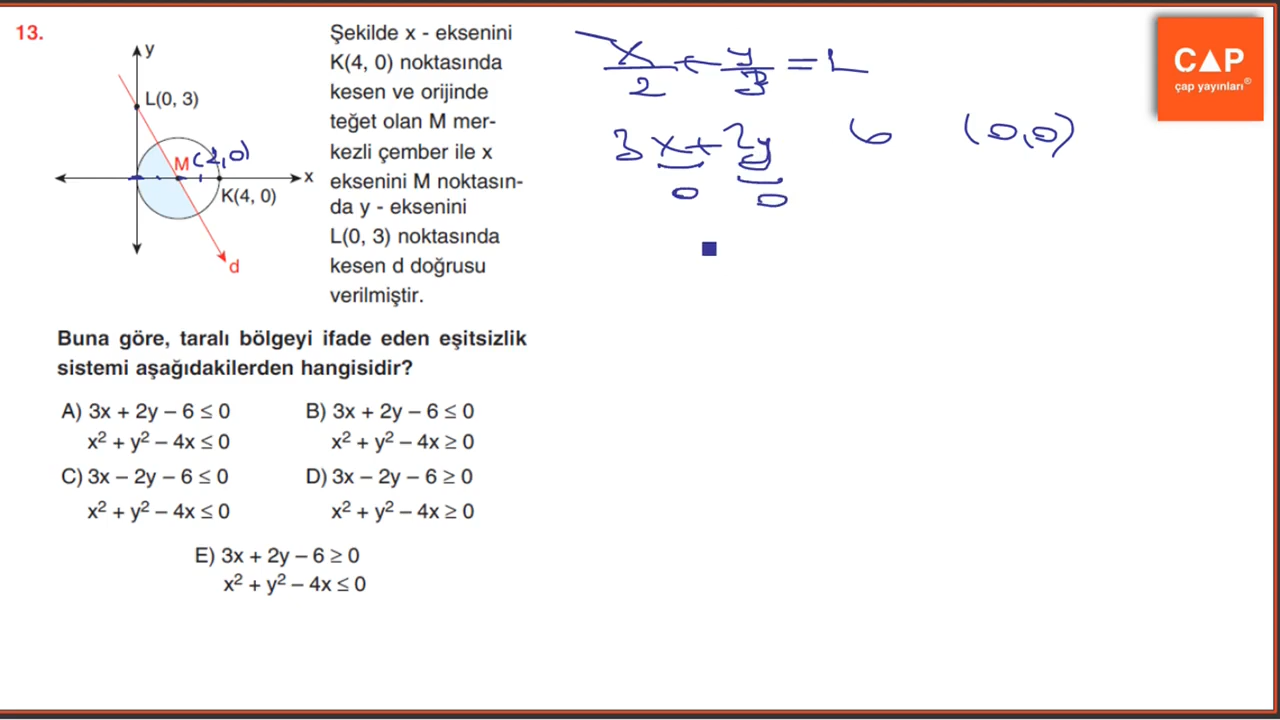 13.
Şekilde x - eksenini
K(4, 0) noktasında
kesen ve orijinde
teğet olan M mer-
kezli çember ile x
eksenini M noktasın-
da y - eksenini
L(0, 3) noktasında
kesen d doğrusu
verilmiştir.
y
L(0, 3)
M (2,0)
x
K(4, 0)
d
Buna göre, taralı bölgeyi ifade eden eşitsizlik
sistemi aşağıdakilerden hangisidir?
A) 3x + 2y – 6 ≤ 0
x² + y² – 4x ≤ 0
B) 3x + 2y – 6 ≤ 0
x² + y² – 4x ≥ 0
C) 3x – 2y – 6 ≤ 0
x² + y² – 4x ≤ 0
D) 3x – 2y – 6 ≥ 0
x² + y² – 4x ≥ 0
E) 3x + 2y – 6 ≥ 0
x² + y² – 4x ≤ 0
x/2 + y/3 = 1
3x + 2y 6 (0,0)
0 0
ÇAP
çap yayınları®